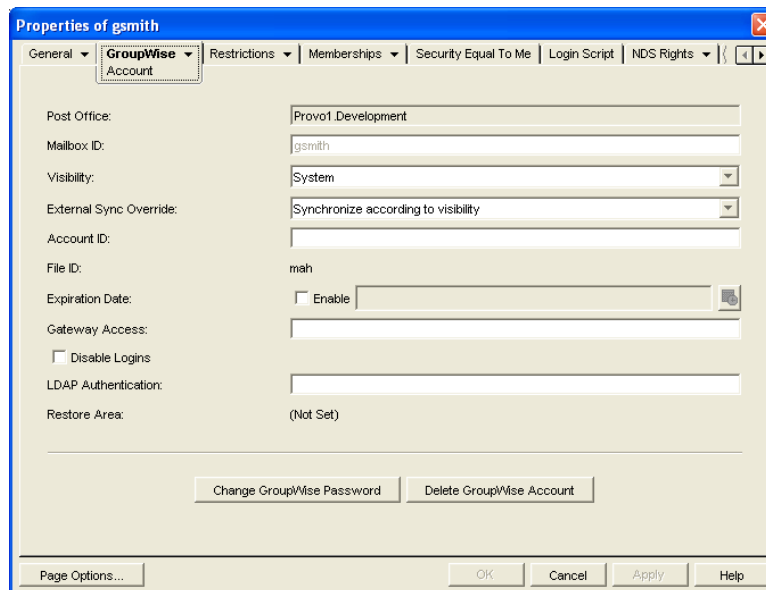 Properties of gsmith
General GroupWise Restrictions Memberships Security Equal To Me Login Script NDS Rights
Account
Post Office: Provo1.Development
Mailbox ID: gsmith
Visibility: System
External Sync Override: Synchronize according to visibility
Account ID:
File ID: mah
Expiration Date: Enable
Gateway Access:
Disable Logins
LDAP Authentication:
Restore Area: (Not Set)
Change GroupWise Password Delete GroupWise Account
Page Options... OK Cancel Apply Help